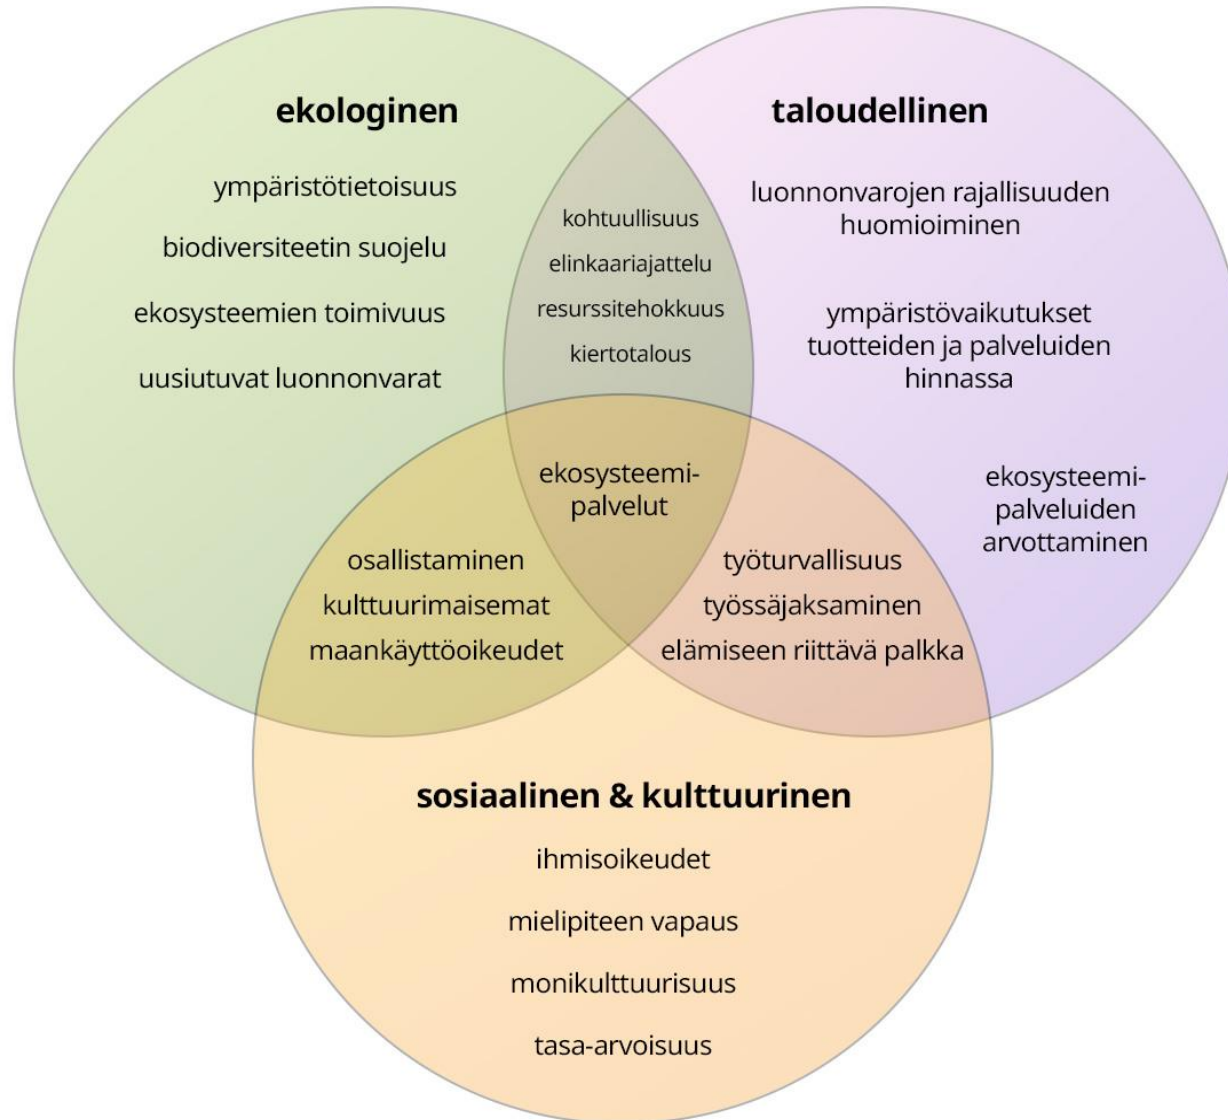 ekologinen
ympäristötietoisuus
biodiversiteetin suojelu
ekosysteemien toimivuus
uusiutuvat luonnonvarat
kohtuullisuus
elinkaariajattelu
resurssitehokkuus
kiertotalous
taloudellinen
luonnonvarojen rajallisuuden
huomioiminen
ympäristövaikutukset
tuotteiden ja palveluiden
hinnassa
ekosysteemi-
palveluiden
arvottaminen
ekosysteemi-
palvelut
osallistaminen
kulttuurimaisemat
maankäyttöoikeudet
työturvallisuus
työssäjaksaminen
elämiseen riittävä palkka
sosiaalinen & kulttuurinen
ihmisoikeudet
mielipiteen vapaus
monikulttuurisuus
tasa-arvoisuus